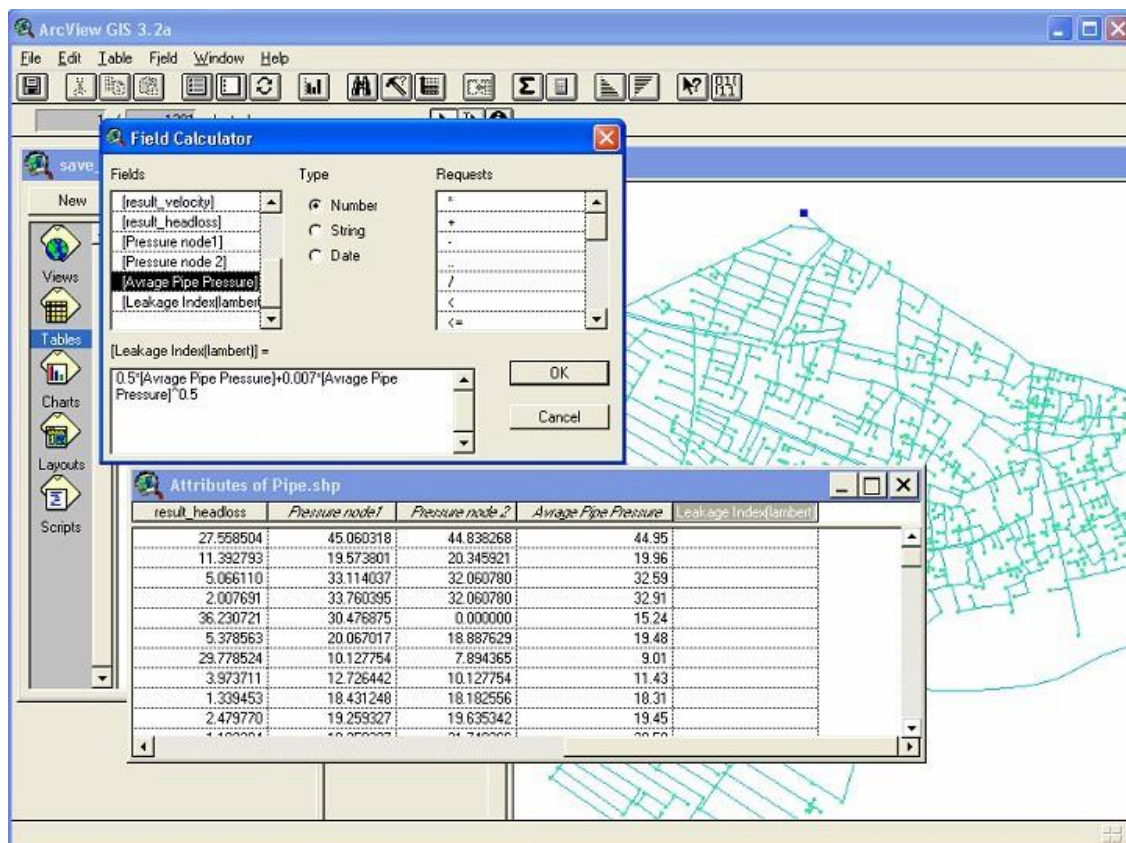 ArcView GIS 3.2a
File Edit Table Field Window Help
Field Calculator
save_
New
Views
Tables
Charts
Layouts
Scripts
Fields
[result_velocity]
[result_headloss]
[Pressure node1]
[Pressure node 2]
[Avrage Pipe Pressure]
[Leakage Index(lambert
Type
Number
String
Date
Requests
*
+
-
..
/
<
<=
[Leakage Index(lambert)] =
0.5*[Avrage Pipe Pressure]+0.007*[Avrage Pipe
Pressure]^0.5
OK
Cancel
Attributes of Pipe.shp
result_headloss Pressure node1 Pressure node 2 Avrage Pipe Pressure Leakage Index(lambert
27.558504 45.060318 44.838268 44.95
11.392793 19.573801 20.345921 19.96
5.066110 33.114037 32.060780 32.59
2.007691 33.760395 32.060780 32.91
36.230721 30.476875 0.000000 15.24
5.378563 20.067017 18.887629 19.48
29.778524 10.127754 7.894365 9.01
3.973711 12.726442 10.127754 11.43
1.339453 18.431248 18.182556 18.31
2.479770 19.259327 19.635342 19.45